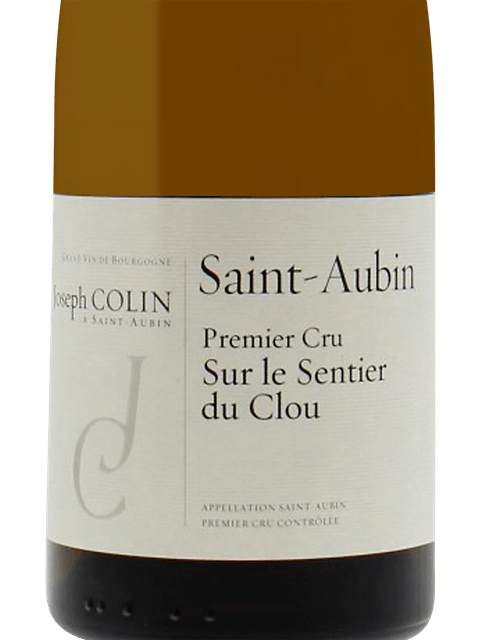 Grand Vin de Bourgogne
Joseph COLIN
à Saint-Aubin
JC
Saint-Aubin
Premier Cru
Sur le Sentier
du Clou
APPELLATION SAINT-AUBIN
PREMIER CRU CONTRÔLÉE